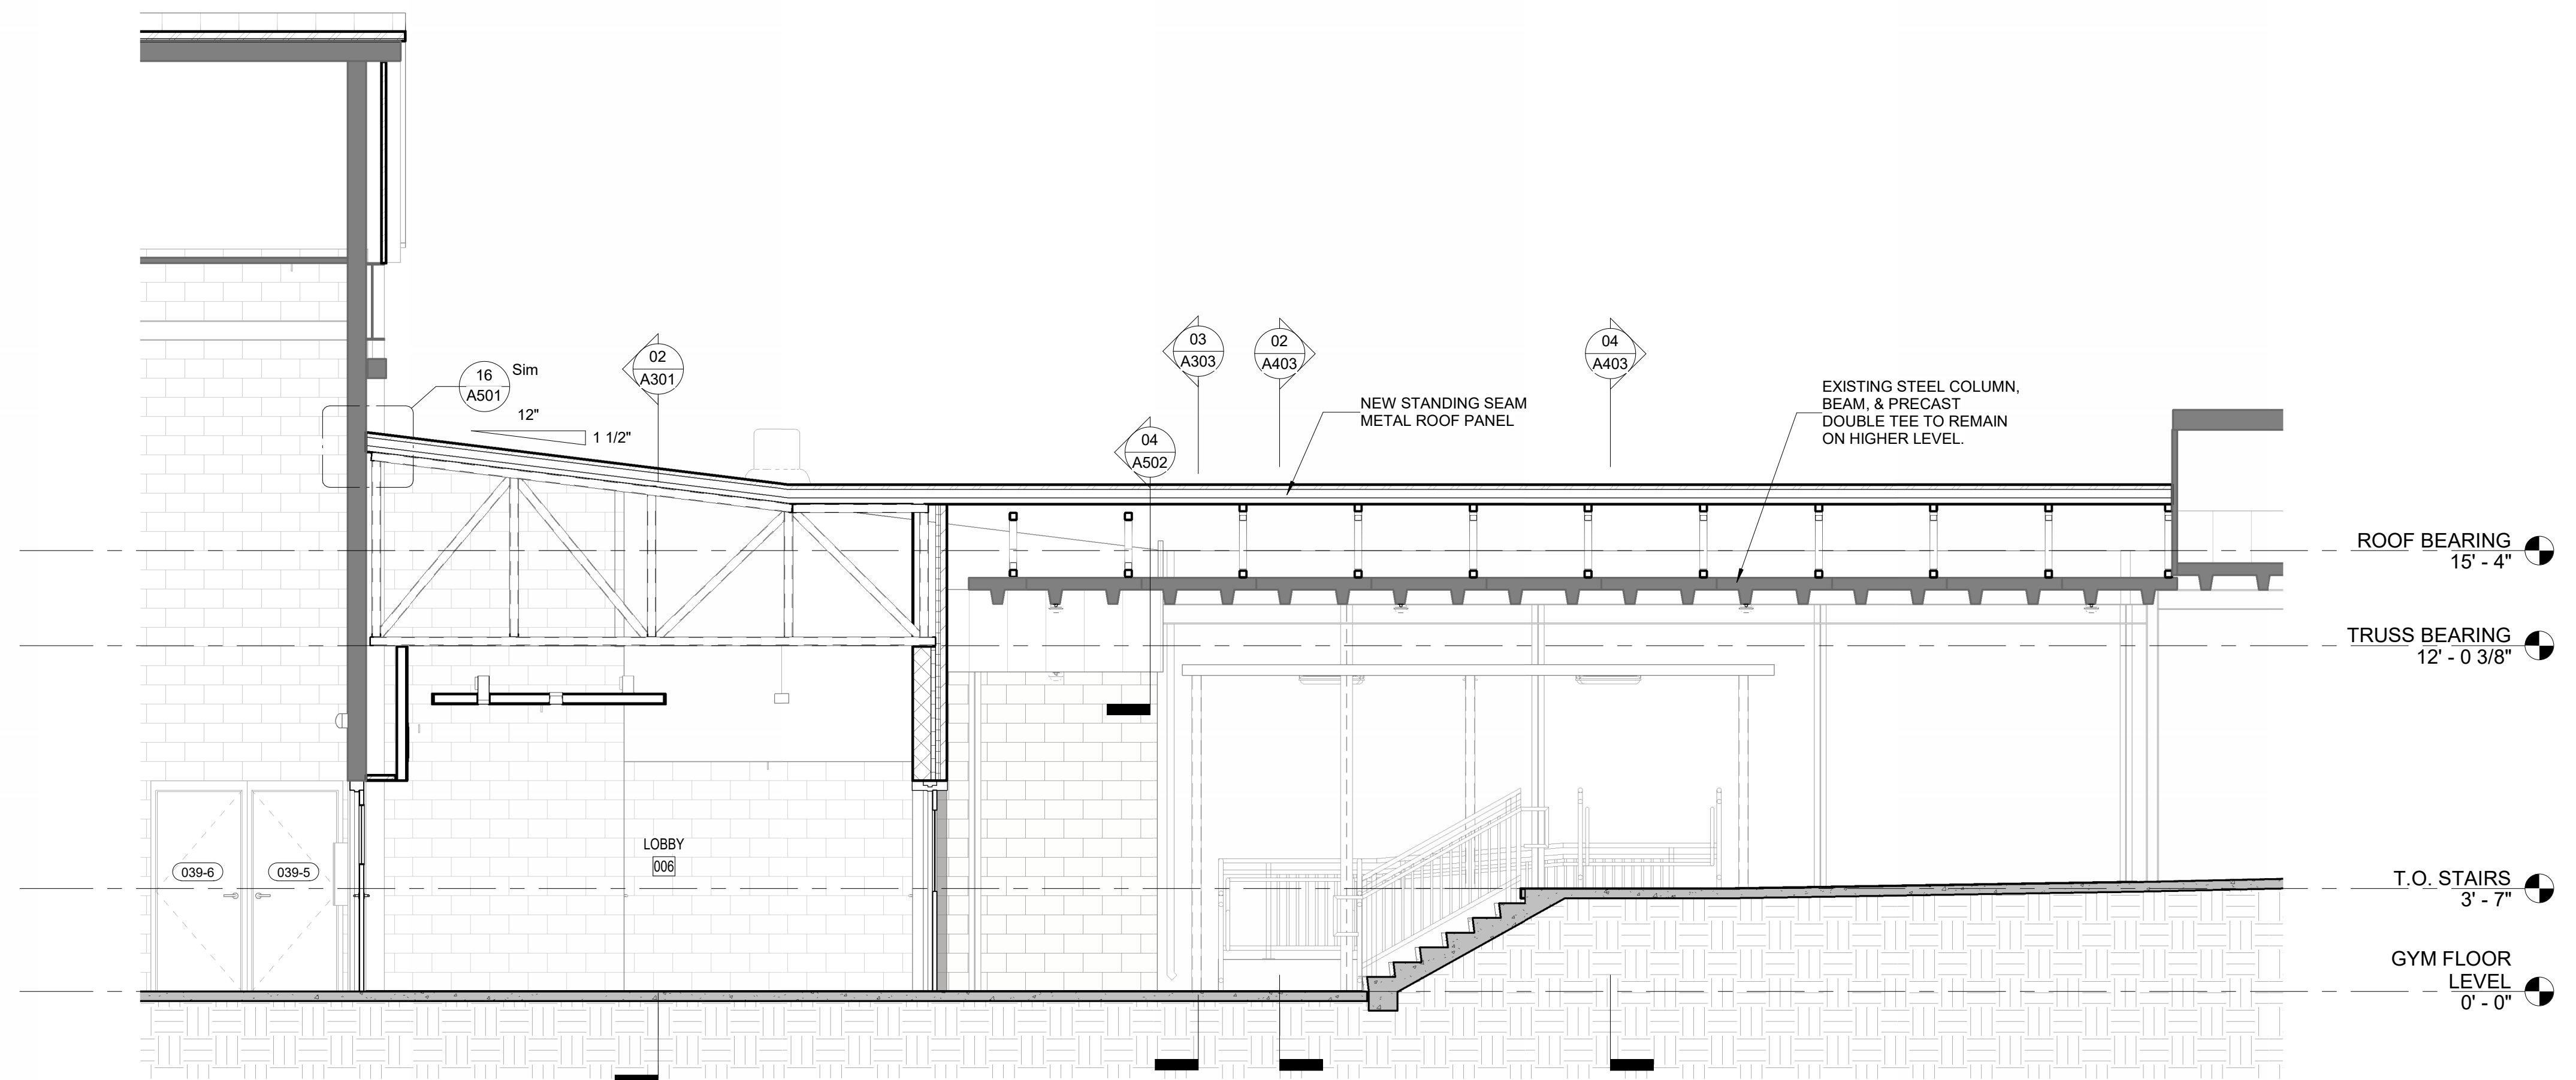 02
A301
03
A303
02
A403
04
A403
16
A501
Sim
12"
1 1/2"
04
A502
NEW STANDING SEAM
METAL ROOF PANEL
EXISTING STEEL COLUMN,
BEAM, & PRECAST
DOUBLE TEE TO REMAIN
ON HIGHER LEVEL.
ROOF BEARING
15' - 4"
TRUSS BEARING
12' - 0 3/8"
LOBBY
006
039-6
039-5
T.O. STAIRS
3' - 7"
GYM FLOOR
LEVEL
0' - 0"